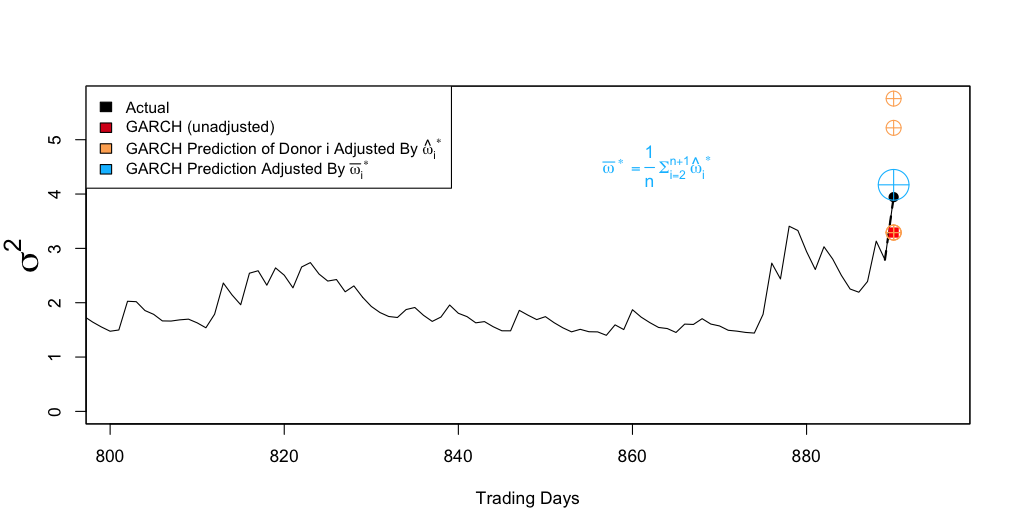 Actual
GARCH (unadjusted)
GARCH Prediction of Donor i Adjusted By ω̂ᵢ*
GARCH Prediction Adjusted By ω̅ᵢ*
ω̅* = 1/n Σᵢ₌₂ⁿ⁺¹ ω̂ᵢ*
σ²
5
4
3
2
1
0
800 820 840 860 880
Trading Days